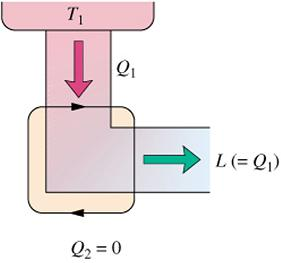 T₁
Q₁
L (= Q₁)
Q₂ = 0